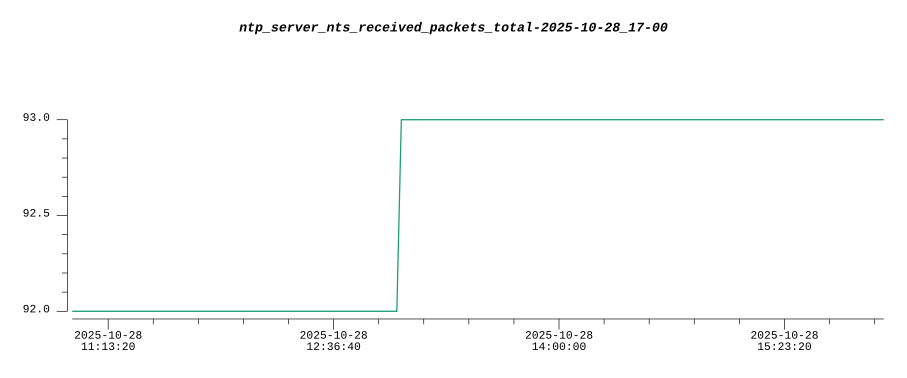 ntp_server_nts_received_packets_total-2025-10-28_17-00
93.0
92.5
92.0
2025-10-28 2025-10-28 2025-10-28 2025-10-28
11:13:20 12:36:40 14:00:00 15:23:20